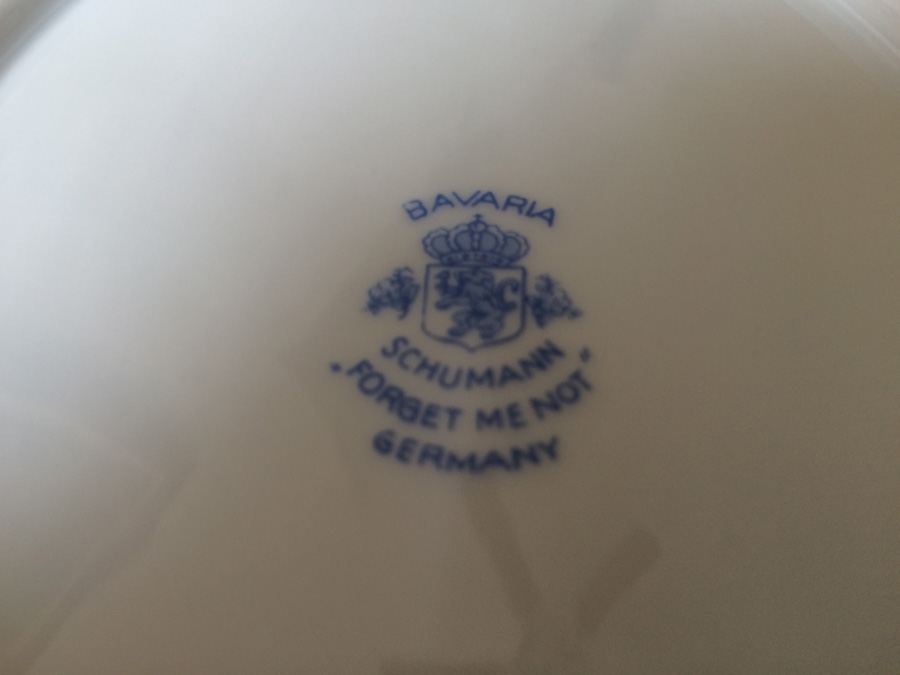 BAVARIA
SCHUMANN
"FORGET ME NOT"
GERMANY